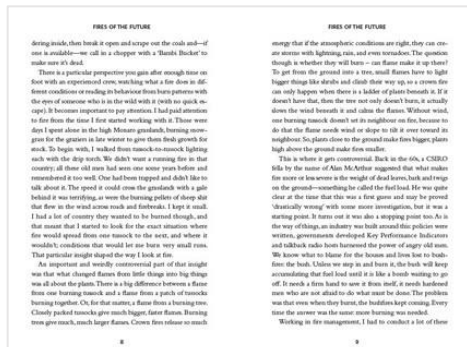 FIRES OF THE FUTURE
dering inside, then break it open and scrape out the coals and—if
one is available—we call in a chopper with a 'Bambi Bucket' to
make sure it's dead.
There is a particular perspective you gain after enough time on
foot with an experienced crew, watching what a fire does in dif-
ferent conditions or reading its behaviour from burn patterns with
the eyes of someone who is in the wild with it (with no quick es-
cape). It becomes important to pay attention. I had paid attention
to fire from the time I first started working with it. Those were
days I spent alone in the high Monaro grasslands, burning snow-
grass for the graziers in late winter to give them fresh growth for
stock. To begin with, I walked from tussock-to-tussock lighting
each with the drip torch. We didn't want a running fire in that
country; all these old men had seen one some years before and
remembered it too well. One had been trapped and didn't like to
talk about it. The speed it could cross the grasslands with a gale
behind it was terrifying, as were the burning pellets of sheep shit
that flew in the wind across roads and firebreaks. I kept it small.
I had a lot of country they wanted to be burned though, and
that meant that I started to look for the exact situation where
fire would spread from one tussock to the next, and where it
wouldn't; conditions that would let me burn very small runs.
That particular insight shaped the way I look at fire.
An important and weirdly controversial part of that insight
was that what changed flames from little things into big things
was all about the plants. There is a big difference between a flame
from one burning tussock and a flame from a patch of tussocks
burning together. Or, for that matter, a flame from a burning tree.
Closely packed tussocks give much bigger, faster flames. Burning
trees give much, much larger flames. Crown fires release so much
8
FIRES OF THE FUTURE
energy that if the atmospheric conditions are right, they can cre-
ate storms with lightning, rain, and even tornadoes. The question
though is whether they will burn – can flame make it up there?
To get from the ground into a tree, small flames have to light
bigger things like shrubs and climb their way up, so a crown fire
can only happen when there is a ladder of plants beneath it. If it
doesn't have that, then the tree not only doesn't burn, it actually
slows the wind beneath it and calms the flame. Without wind,
one burning tussock doesn't set its neighbour on fire, because to
do that the flame needs wind or slope to tilt it over toward its
neighbour. So, plants close to the ground make fires bigger, plants
high above the ground make fires smaller.
This is where it gets controversial. Back in the 60s, a CSIRO
fella by the name of Alan McArthur suggested that what makes
fire more or less severe is the weight of dead leaves, bark and twigs
on the ground—something he called the fuel load. He was quite
clear at the time that this was a first guess and may be proved
'drastically wrong' with some more investigation, but it was a
starting point. It turns out it was also a stopping point too. As is
the way of things, an industry was built around this policies were
written, government developed Key Performance Indicators
and talkback radio hosts harnessed the power of angry old men.
We know what to blame for the houses and lives lost to bush-
fires: the bush. Unless we step in and burn it, the bush will keep
accumulating that fuel load until it is like a bomb waiting to go
off. It needs a firm hand to save it from itself, it needs hardened
men who are not afraid to do what must be done. The problem
was that even when they burnt, the bushfires kept coming. Every
time the answer was the same: more burning was needed.
Working in fire management, I had to conduct a lot of these
9